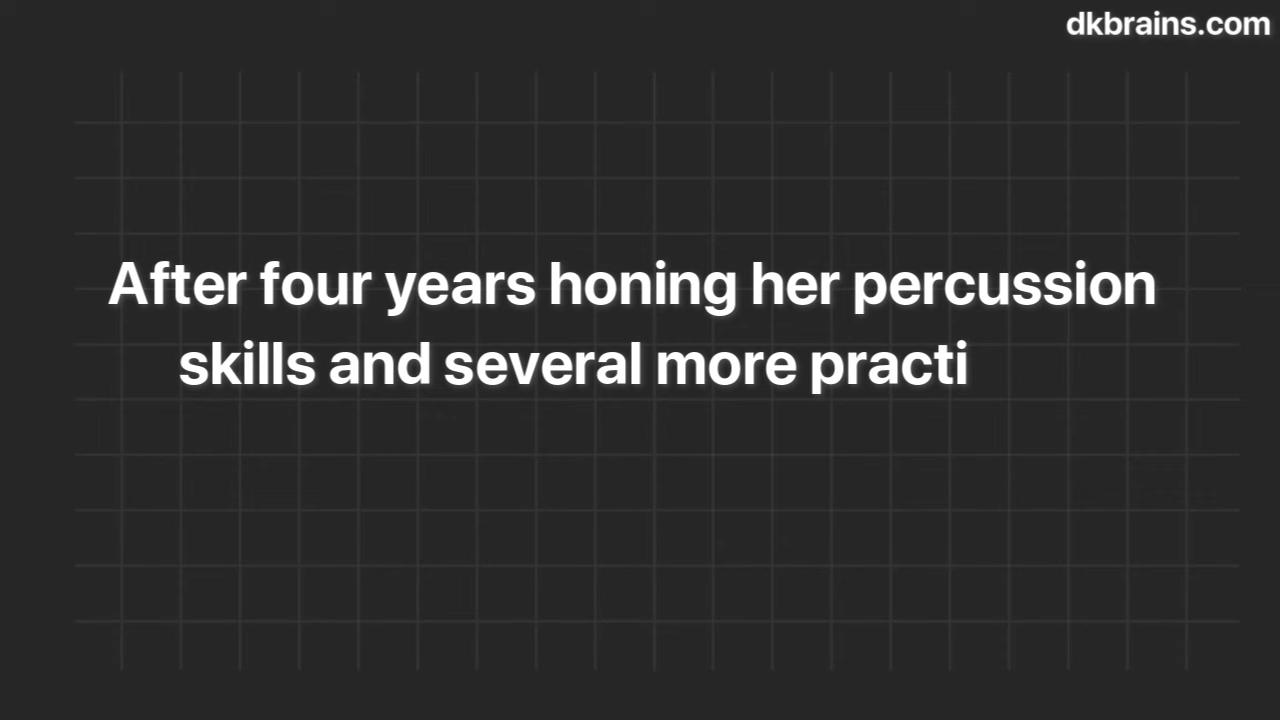 dkbrains.com
After four years honing her percussion
skills and several more practi